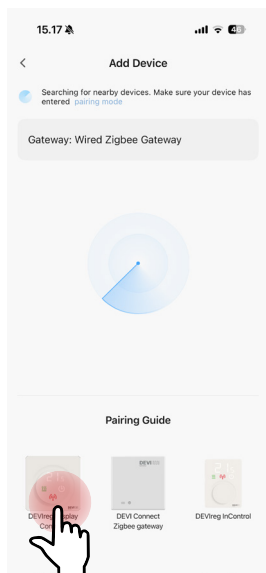 15.17
48
Add Device
Searching for nearby devices. Make sure your device has
entered pairing mode
Gateway: Wired Zigbee Gateway
Pairing Guide
DEVI
DEVI Connect
DEVIreg InControl
Zigbee gateway